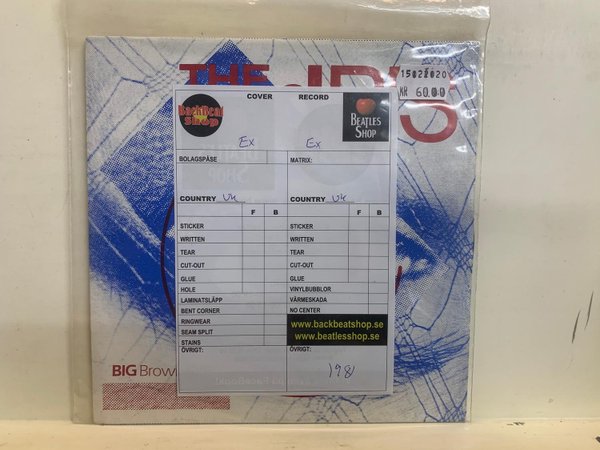 THE
15022020
KR 60.00
COVER RECORD
BackBeat
Shop
BEATLES
SHOP
Ex Ex
BOLAGSPÅSE MATRIX:
COUNTRY UK COUNTRY UK
F B F B
STICKER STICKER
WRITTEN WRITTEN
TEAR TEAR
CUT-OUT CUT-OUT
GLUE GLUE
HOLE VINYLBUBBLOR
LAMINATSLÄPP VÄRMESKADA
BENT CORNER NO CENTER
RINGWEAR
SEAM SPLIT
STAINS
www.backbeatshop.se
www.beatlesshop.se
ÖVRIGT: ÖVRIGT:
198
BIG Brown